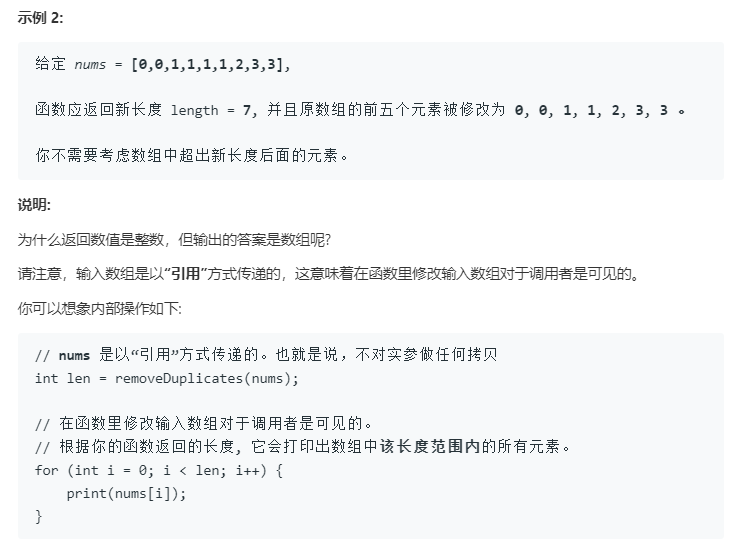 示例 2:
给定 nums = [0,0,1,1,1,1,2,3,3],
函数应返回新长度 length = 7, 并且原数组的前五个元素被修改为 0, 0, 1, 1, 2, 3, 3 。
你不需要考虑数组中超出新长度后面的元素。
说明:
为什么返回数值是整数，但输出的答案是数组呢?
请注意，输入数组是以“引用”方式传递的，这意味着在函数里修改输入数组对于调用者是可见的。
你可以想象内部操作如下:
// nums 是以“引用”方式传递的。也就是说，不对实参做任何拷贝
int len = removeDuplicates(nums);
// 在函数里修改输入数组对于调用者是可见的。
// 根据你的函数返回的长度, 它会打印出数组中该长度范围内的所有元素。
for (int i = 0; i < len; i++) {
    print(nums[i]);
}